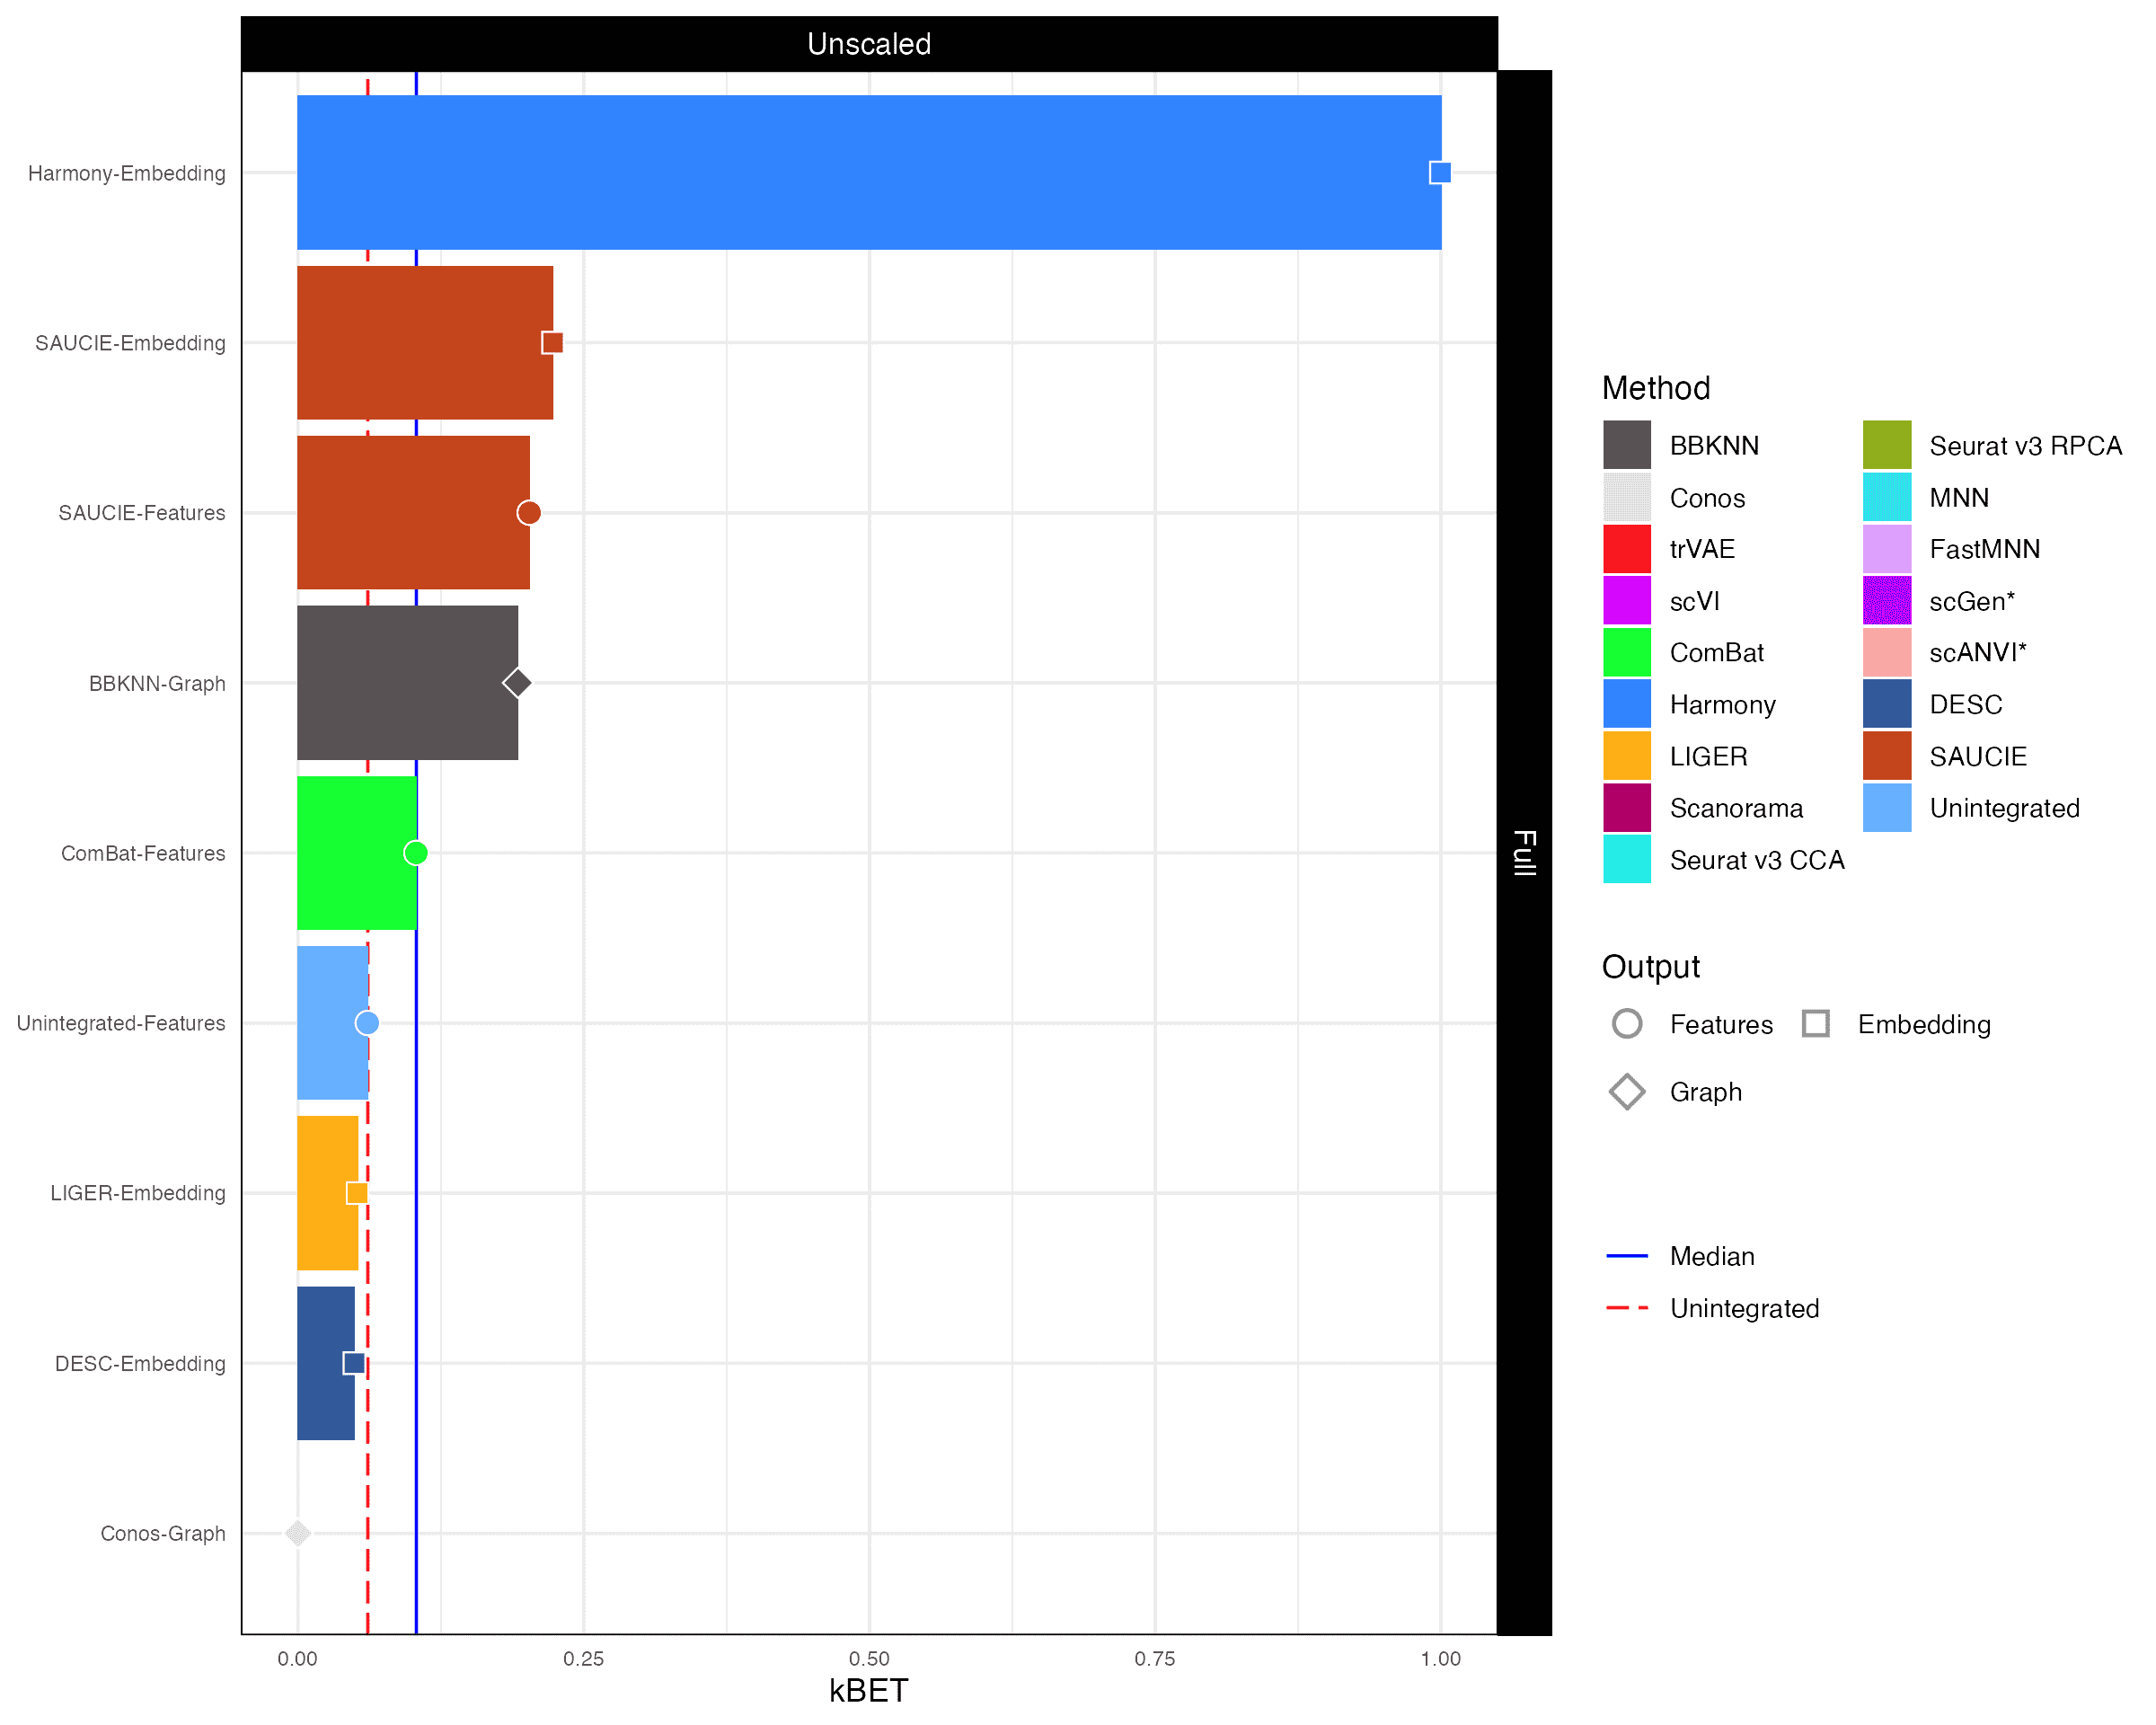 Unscaled
Harmony-Embedding
SAUCIE-Embedding
SAUCIE-Features
BBKNN-Graph
ComBat-Features
Unintegrated-Features
LIGER-Embedding
DESC-Embedding
Conos-Graph
0.00 0.25 0.50 0.75 1.00
kBET
Full
Method
BBKNN Seurat v3 RPCA
Conos MNN
trVAE FastMNN
scVI scGen*
ComBat scANVI*
Harmony DESC
LIGER SAUCIE
Scanorama Unintegrated
Seurat v3 CCA
Output
Features Embedding
Graph
Median
Unintegrated